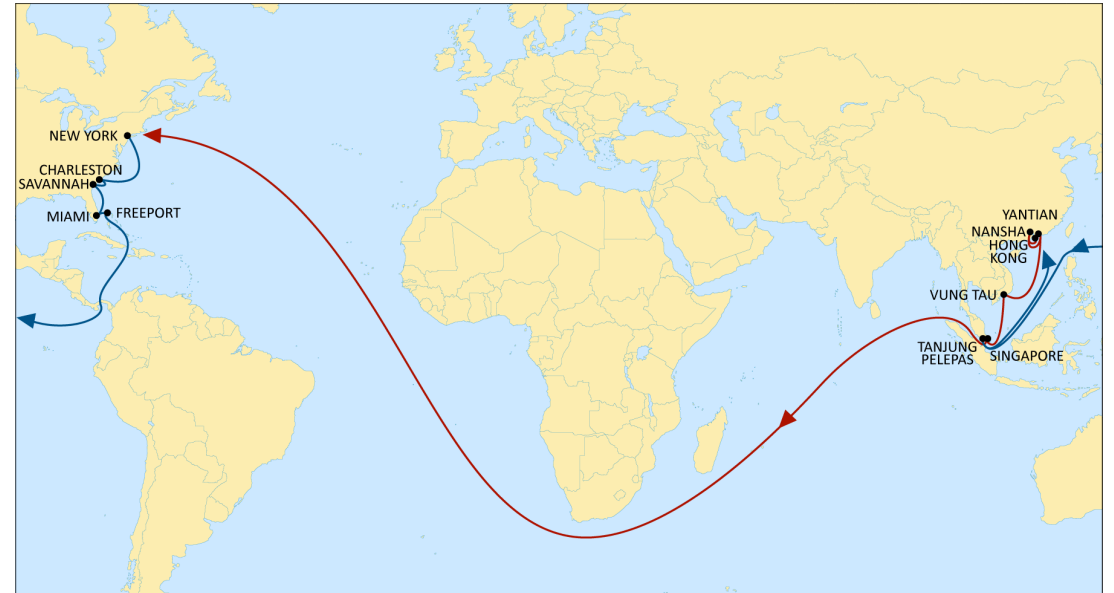 NEW YORK
CHARLESTON
SAVANNAH
MIAMI
FREEPORT
YANTIAN
NANSHA
HONG
KONG
VUNG TAU
TANJUNG
PELEPAS
SINGAPORE